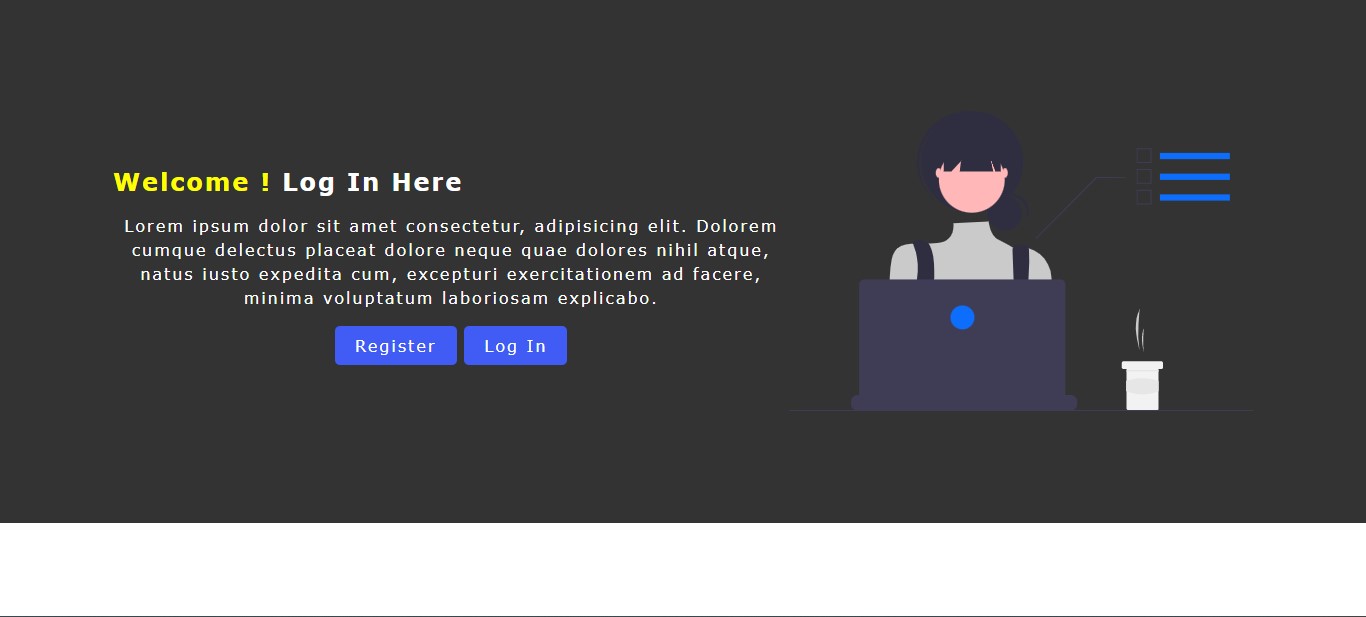 Welcome ! Log In Here
Lorem ipsum dolor sit amet consectetur, adipisicing elit. Dolorem
cumque delectus placeat dolore neque quae dolores nihil atque,
natus iusto expedita cum, excepturi exercitationem ad facere,
minima voluptatum laboriosam explicabo.
Register Log In